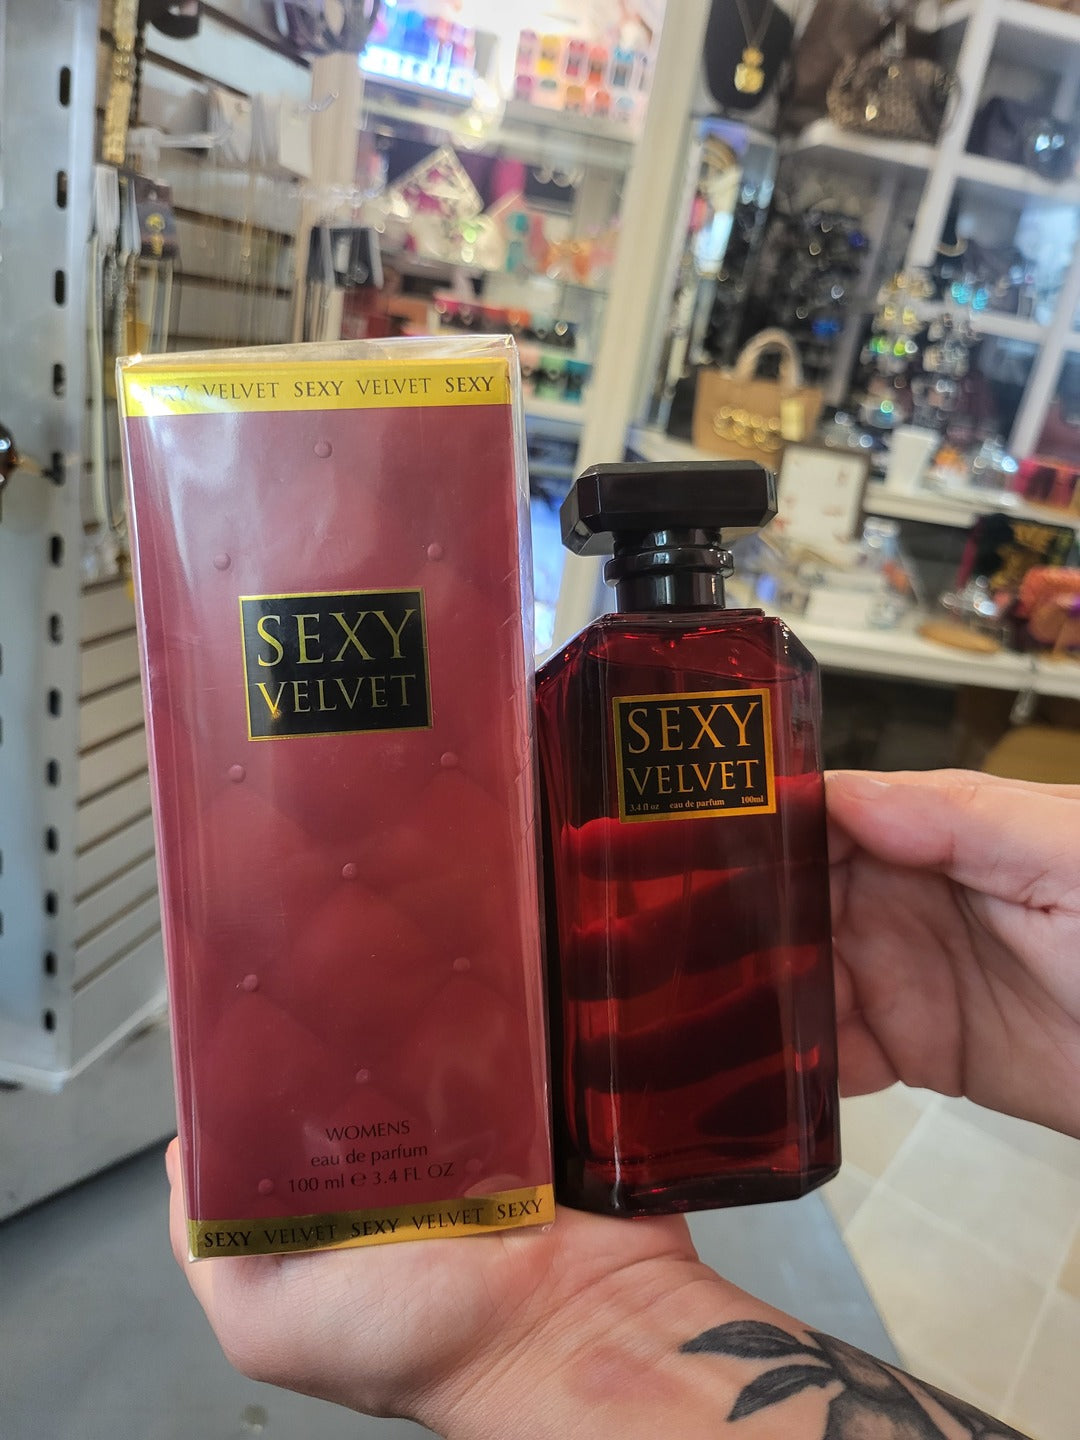 VELVET SEXY VELVET SEXY
SEXY
VELVET
WOMENS
eau de parfum
100 ml ℮ 3.4 FL OZ
SEXY VELVET SEXY VELVET SEXY
SEXY
VELVET
3.4 fl oz eau de parfum 100ml